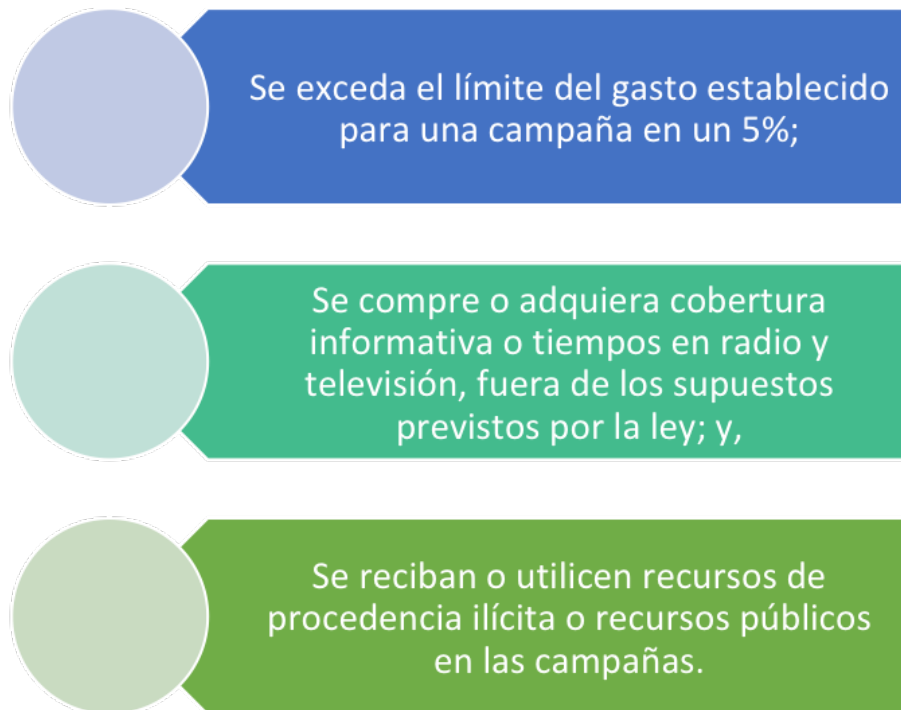 Se exceda el límite del gasto establecido
para una campaña en un 5%;
Se compre o adquiera cobertura
informativa o tiempos en radio y
televisión, fuera de los supuestos
previstos por la ley; y,
Se reciban o utilicen recursos de
procedencia ilícita o recursos públicos
en las campañas.